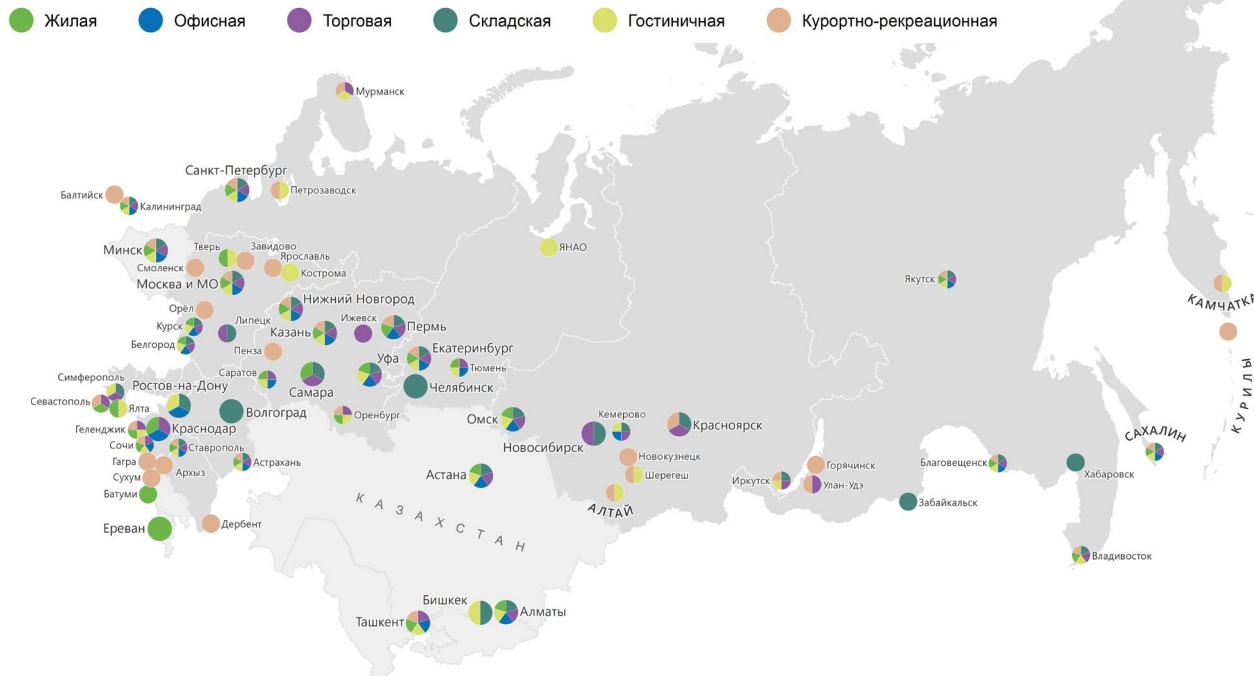 Жилая
Офисная
Торговая
Складская
Гостиничная
Курортно-рекреационная
Мурманск
Санкт-Петербург
Петрозаводск
Балтийск
Калининград
Минск
Тверь
Завидово
Ярославль
Смоленск
Кострома
Москва и МО
ЯНАО
Якутск
КАМЧАТКА
Нижний Новгород
Орёл
Липецк
Ижевск
Курск
Казань
Пермь
Белгород
Пенза
Уфа
Екатеринбург
Саратов
Тюмень
Симферополь
Ростов-на-Дону
Самара
Челябинск
КУРИЛЫ
Севастополь
Ялта
Волгоград
Оренбург
Омск
Кемерово
Новосибирск
Красноярск
Геленджик
Краснодар
САХАЛИН
Сочи
Ставрополь
Гагра
Архыз
Астрахань
Новокузнецк
Горячинск
Благовещенск
Хабаровск
Сухум
Астана
Шерегеш
Иркутск
Улан-Удэ
Батуми
АЛТАЙ
Забайкальск
Ереван
Дербент
КАЗАХСТАН
Владивосток
Бишкек
Алматы
Ташкент